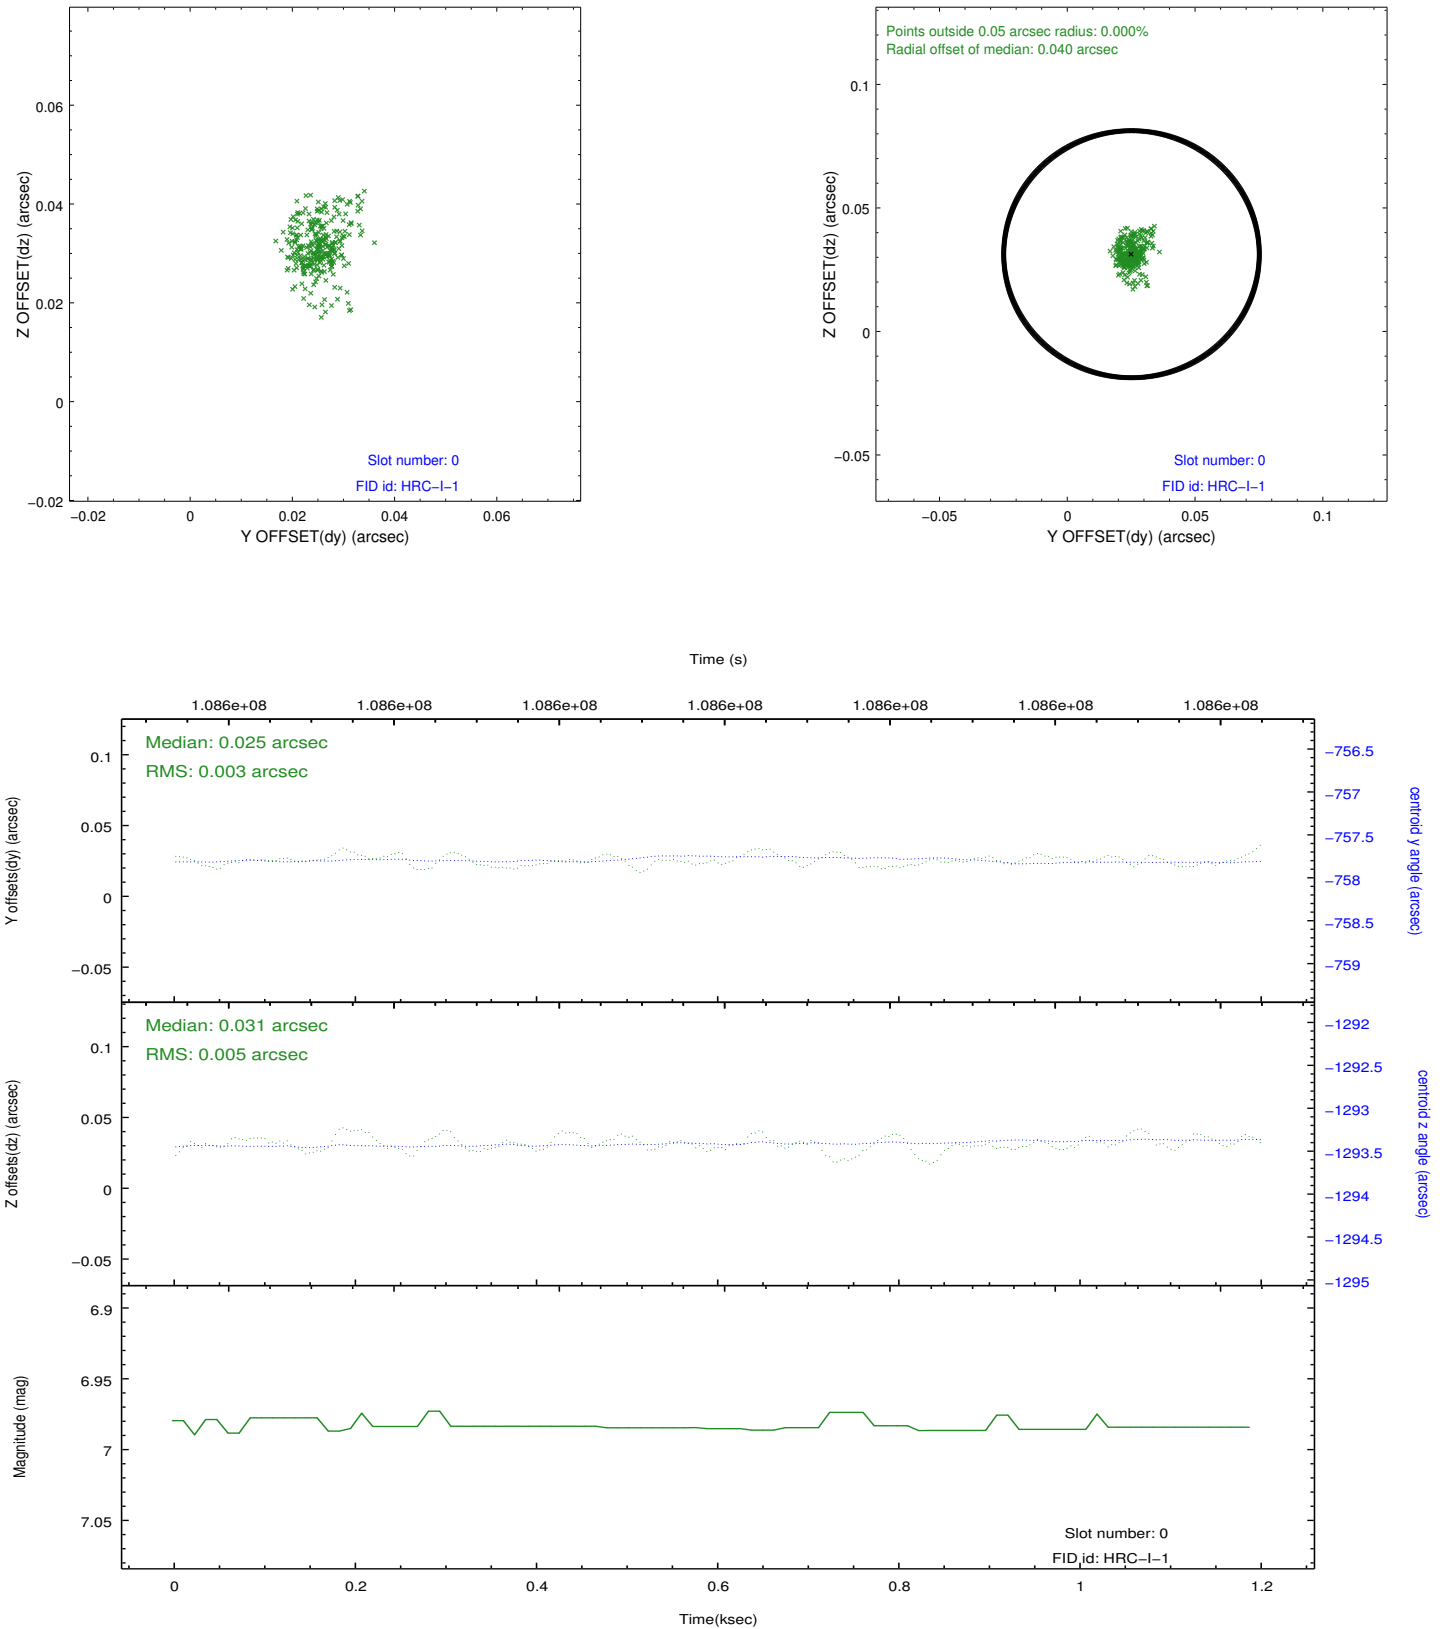 0.06
0.04
0.02
0
−0.02
Z OFFSET(dz) (arcsec)
Slot number: 0
FID id: HRC−I−1
−0.02 0 0.02 0.04 0.06
Y OFFSET(dy) (arcsec)
Points outside 0.05 arcsec radius: 0.000%
Radial offset of median: 0.040 arcsec
0.1
0.05
0
−0.05
Z OFFSET(dz) (arcsec)
Slot number: 0
FID id: HRC−I−1
−0.05 0 0.05 0.1
Y OFFSET(dy) (arcsec)
Time (s)
1.086e+08 1.086e+08 1.086e+08 1.086e+08 1.086e+08 1.086e+08 1.086e+08
Median: 0.025 arcsec
RMS: 0.003 arcsec
0.1
0.05
0
−0.05
Y offsets(dy) (arcsec)
−756.5
−757
−757.5
−758
−758.5
−759
centroid y angle (arcsec)
Median: 0.031 arcsec
RMS: 0.005 arcsec
0.1
0.05
0
−0.05
Z offsets(dz) (arcsec)
−1292
−1292.5
−1293
−1293.5
−1294
−1294.5
−1295
centroid z angle (arcsec)
6.9
6.95
7
7.05
Magnitude (mag)
Slot number: 0
FID id: HRC−I−1
0 0.2 0.4 0.6 0.8 1 1.2
Time(ksec)